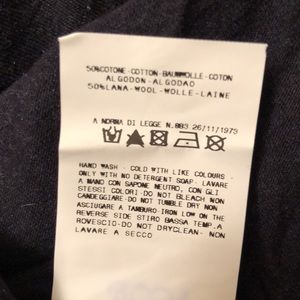 50%COTONE-COTTON-BAUMWOLLE-COTON
ALGODON-ALGODAO
50%LANA-WOOL-WOLLE-LAINE
A NORMA DI LEGGE N.883 26/11/1973
HAND WASH - COLD WITH LIKE COLOURS -
ONLY WITH NO DETERGENT SOAP. LAVARE
A MANO CON SAPONE NEUTRO, CON GLI
STESSI COLORI-DO NOT BLEACH NON
CANDEGGIARE-DO NOT TUMBLE DRY NON
ASCIUGARE A TAMBURO-IRON LOW ON THE
REVERSE SIDE STIRO BASSA TEMP.A
ROVESCIO-DO NOT DRYCLEAN- NON
LAVARE A SECCO